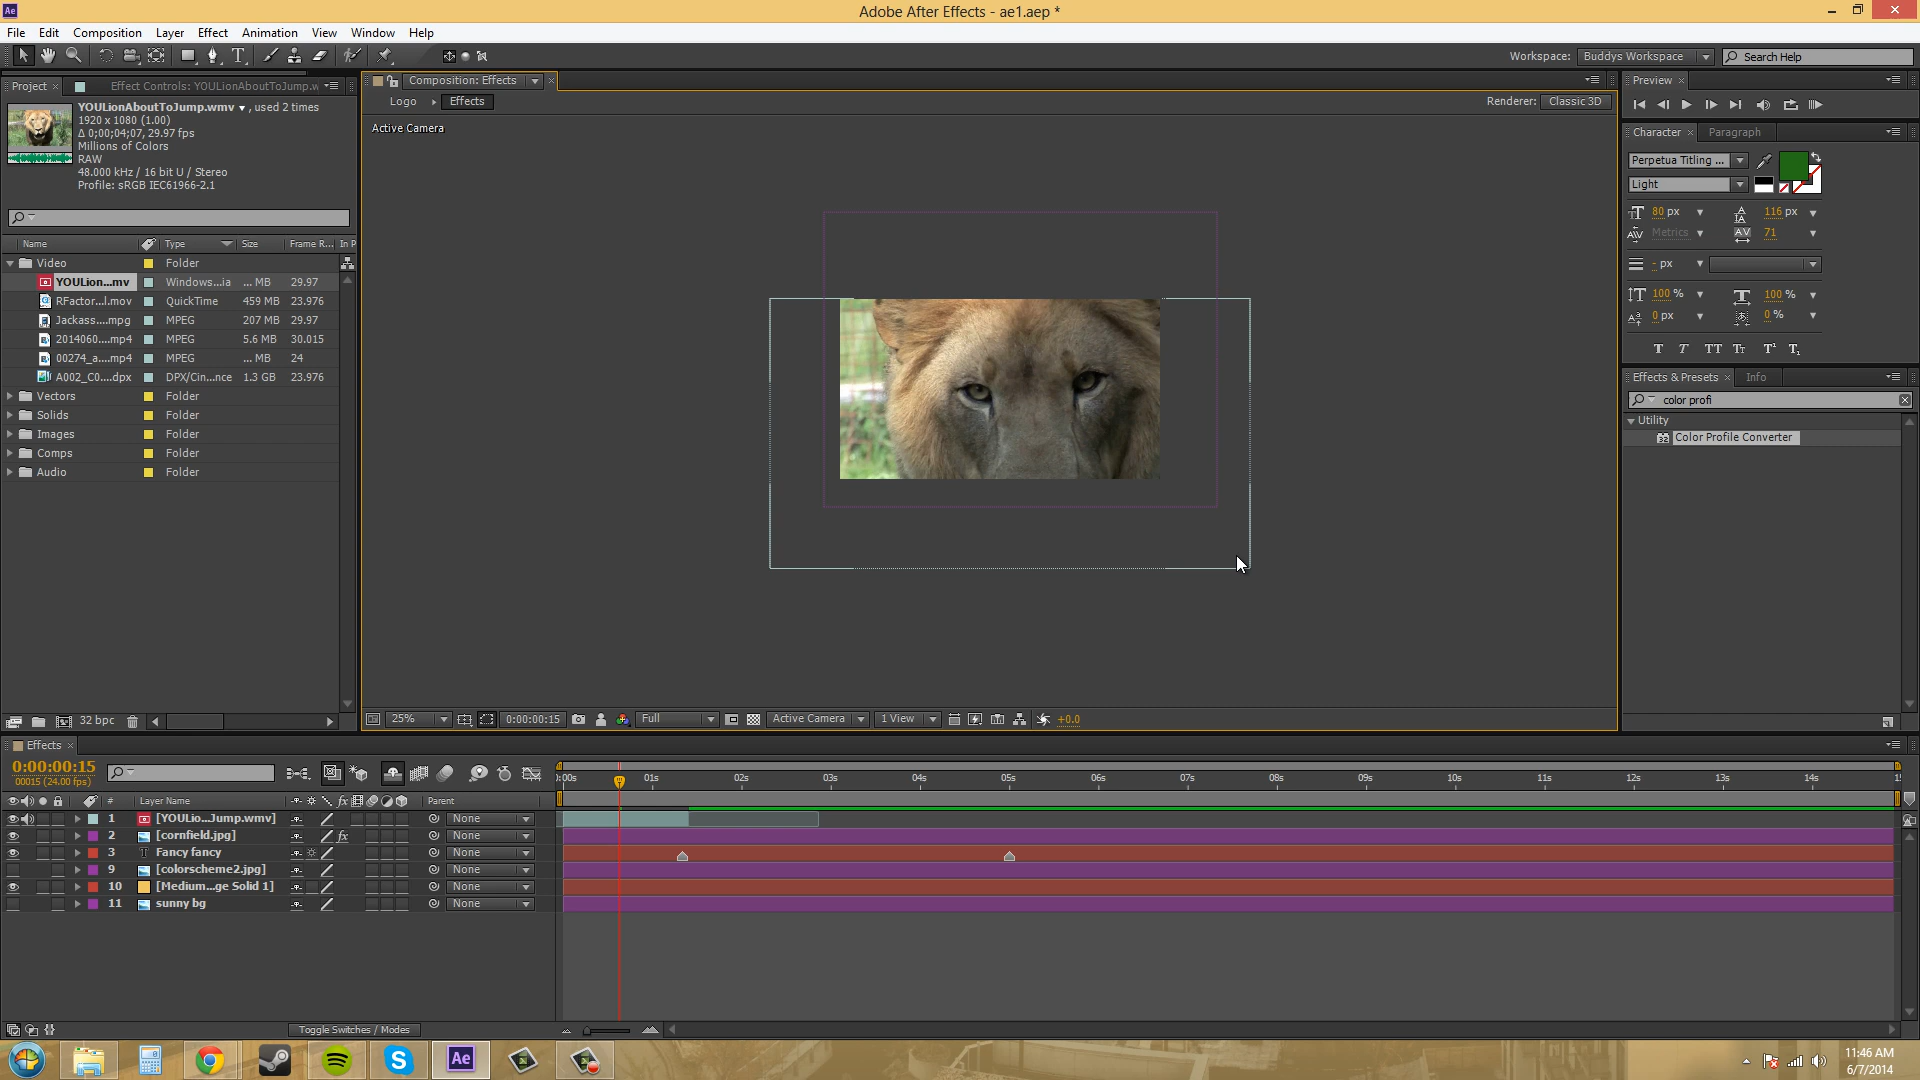 Adobe After Effects - ae1.aep *
File Edit Composition Layer Effect Animation View Window Help
Workspace: Buddys Workspace Search Help
Project Effect Controls: YOULionAboutToJump.w
YOULionAboutToJump.wmv , used 2 times
1920 x 1080 (1.00)
Δ 0;00;04;07, 29.97 fps
Millions of Colors
RAW
48.000 kHz / 16 bit U / Stereo
Profile: sRGB IEC61966-2.1
Name Type Size Frame R... In P
Video Folder
YOULion...mv Windows...ia ... MB 29.97
RFactor...l.mov QuickTime 459 MB 23.976
Jackass....mpg MPEG 207 MB 29.97
2014060....mp4 MPEG 5.6 MB 30.015
00274_a....mp4 MPEG ... MB 24
A002_C0....dpx DPX/Cin...nce 1.3 GB 23.976
Vectors Folder
Solids Folder
Images Folder
Comps Folder
Audio Folder
32 bpc
Composition: Effects
Logo Effects
Renderer: Classic 3D
Active Camera
25% 0:00:00:15 Full Active Camera 1 View +0.0
Preview
Character Paragraph
Perpetua Titling ...
Light
80 px 116 px
Metrics 71
- px
100 % 100 %
0 px 0 %
T T TT Tт T¹ T₁
Effects & Presets Info
color profi
Utility
32 Color Profile Converter
Effects
0:00:00:15
00015 (24.00 fps)
# Layer Name fx Parent
):00s 01s 02s 03s 04s 05s 06s 07s 08s 09s 10s 11s 12s 13s 14s 1
1 [YOULio...Jump.wmv] None
2 [cornfield.jpg] fx None
3 T Fancy fancy None
9 [colorscheme2.jpg] None
10 [Medium...ge Solid 1] None
11 sunny bg None
Toggle Switches / Modes
Ae
11:46 AM
6/7/2014